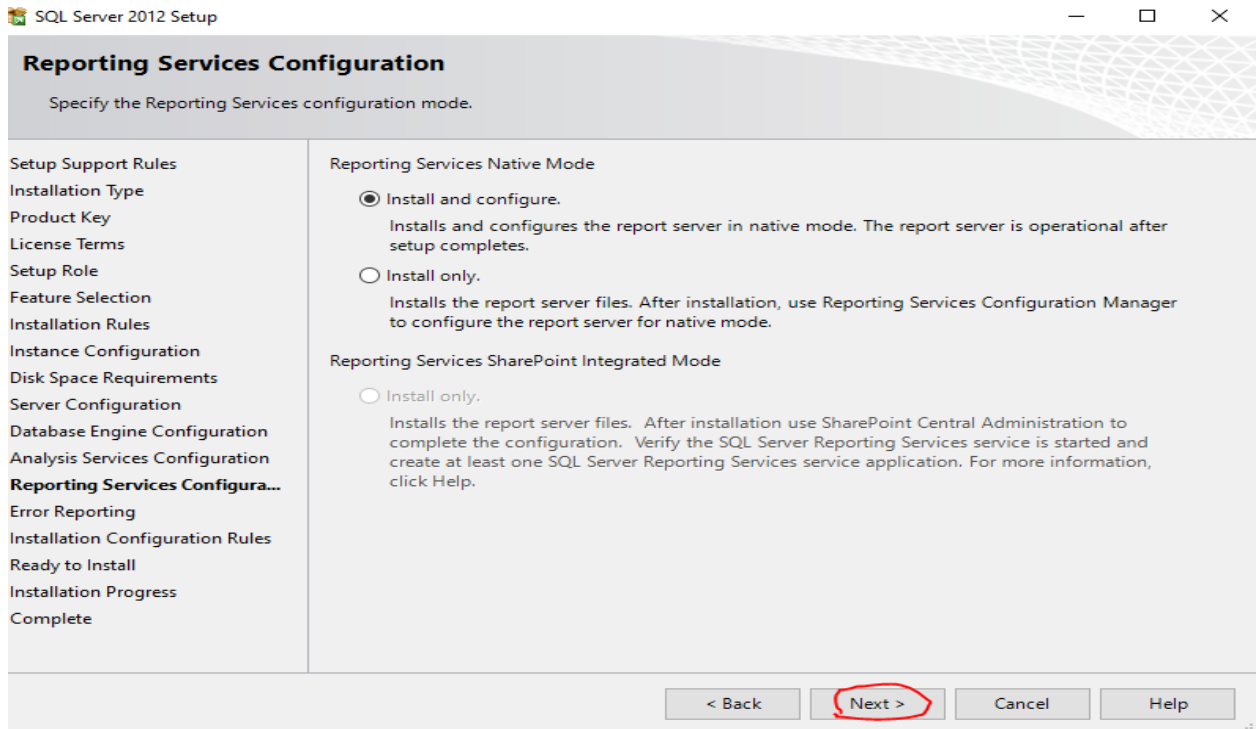 SQL Server 2012 Setup
Reporting Services Configuration
Specify the Reporting Services configuration mode.
Setup Support Rules
Installation Type
Product Key
License Terms
Setup Role
Feature Selection
Installation Rules
Instance Configuration
Disk Space Requirements
Server Configuration
Database Engine Configuration
Analysis Services Configuration
Reporting Services Configura...
Error Reporting
Installation Configuration Rules
Ready to Install
Installation Progress
Complete
Reporting Services Native Mode
Install and configure.
Installs and configures the report server in native mode. The report server is operational after
setup completes.
Install only.
Installs the report server files. After installation, use Reporting Services Configuration Manager
to configure the report server for native mode.
Reporting Services SharePoint Integrated Mode
Install only.
Installs the report server files.  After installation use SharePoint Central Administration to
complete the configuration.  Verify the SQL Server Reporting Services service is started and
create at least one SQL Server Reporting Services service application. For more information,
click Help.
< Back
Next >
Cancel
Help